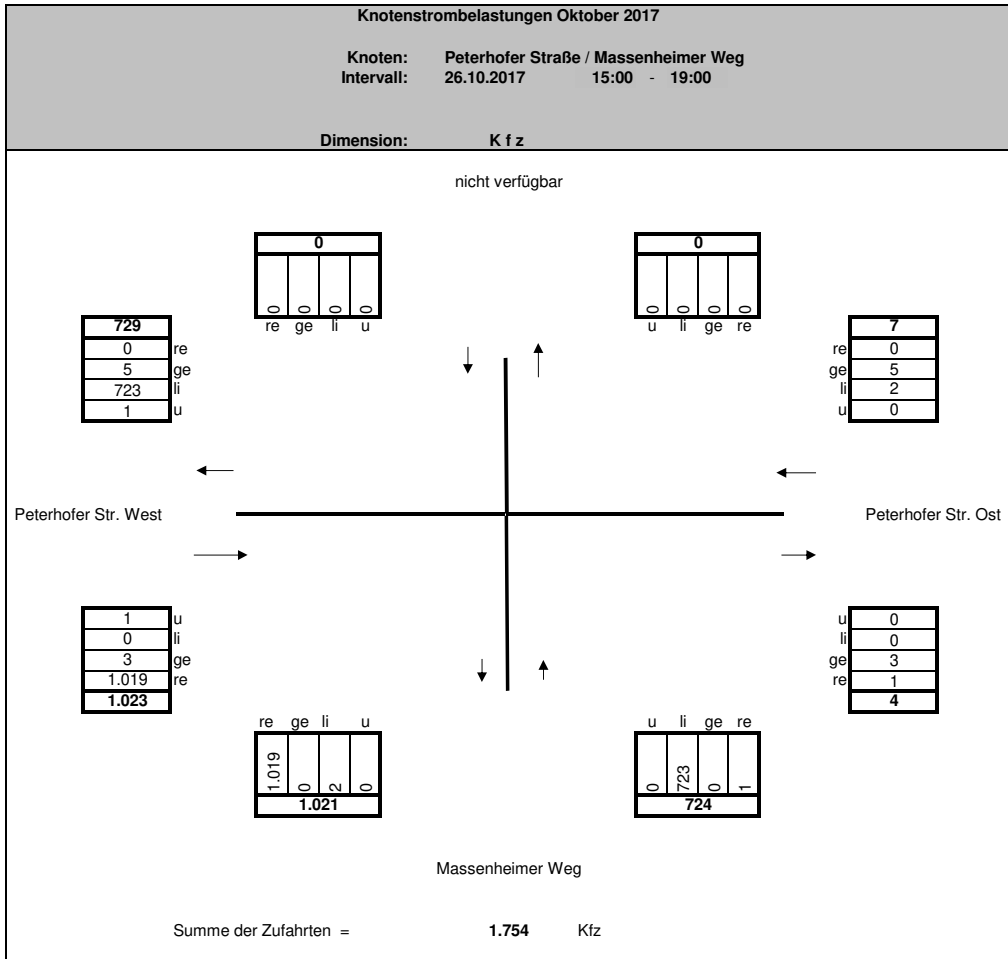 Knotenstrombelastungen Oktober 2017
Knoten: Peterhofer Straße / Massenheimer Weg
Intervall: 26.10.2017 15:00 - 19:00
Dimension: K f z
nicht verfügbar
0
0 0 0 0
re ge li u
0
0 0 0 0
u li ge re
729
0 re
5 ge
723 li
1 u
7
re 0
ge 5
li 2
u 0
Peterhofer Str. West
Peterhofer Str. Ost
1 u
0 li
3 ge
1.019 re
1.023
u 0
li 0
ge 3
re 1
4
re ge li u
1.019 0 2 0
1.021
u li ge re
0 723 0 1
724
Massenheimer Weg
Summe der Zufahrten = 1.754 Kfz